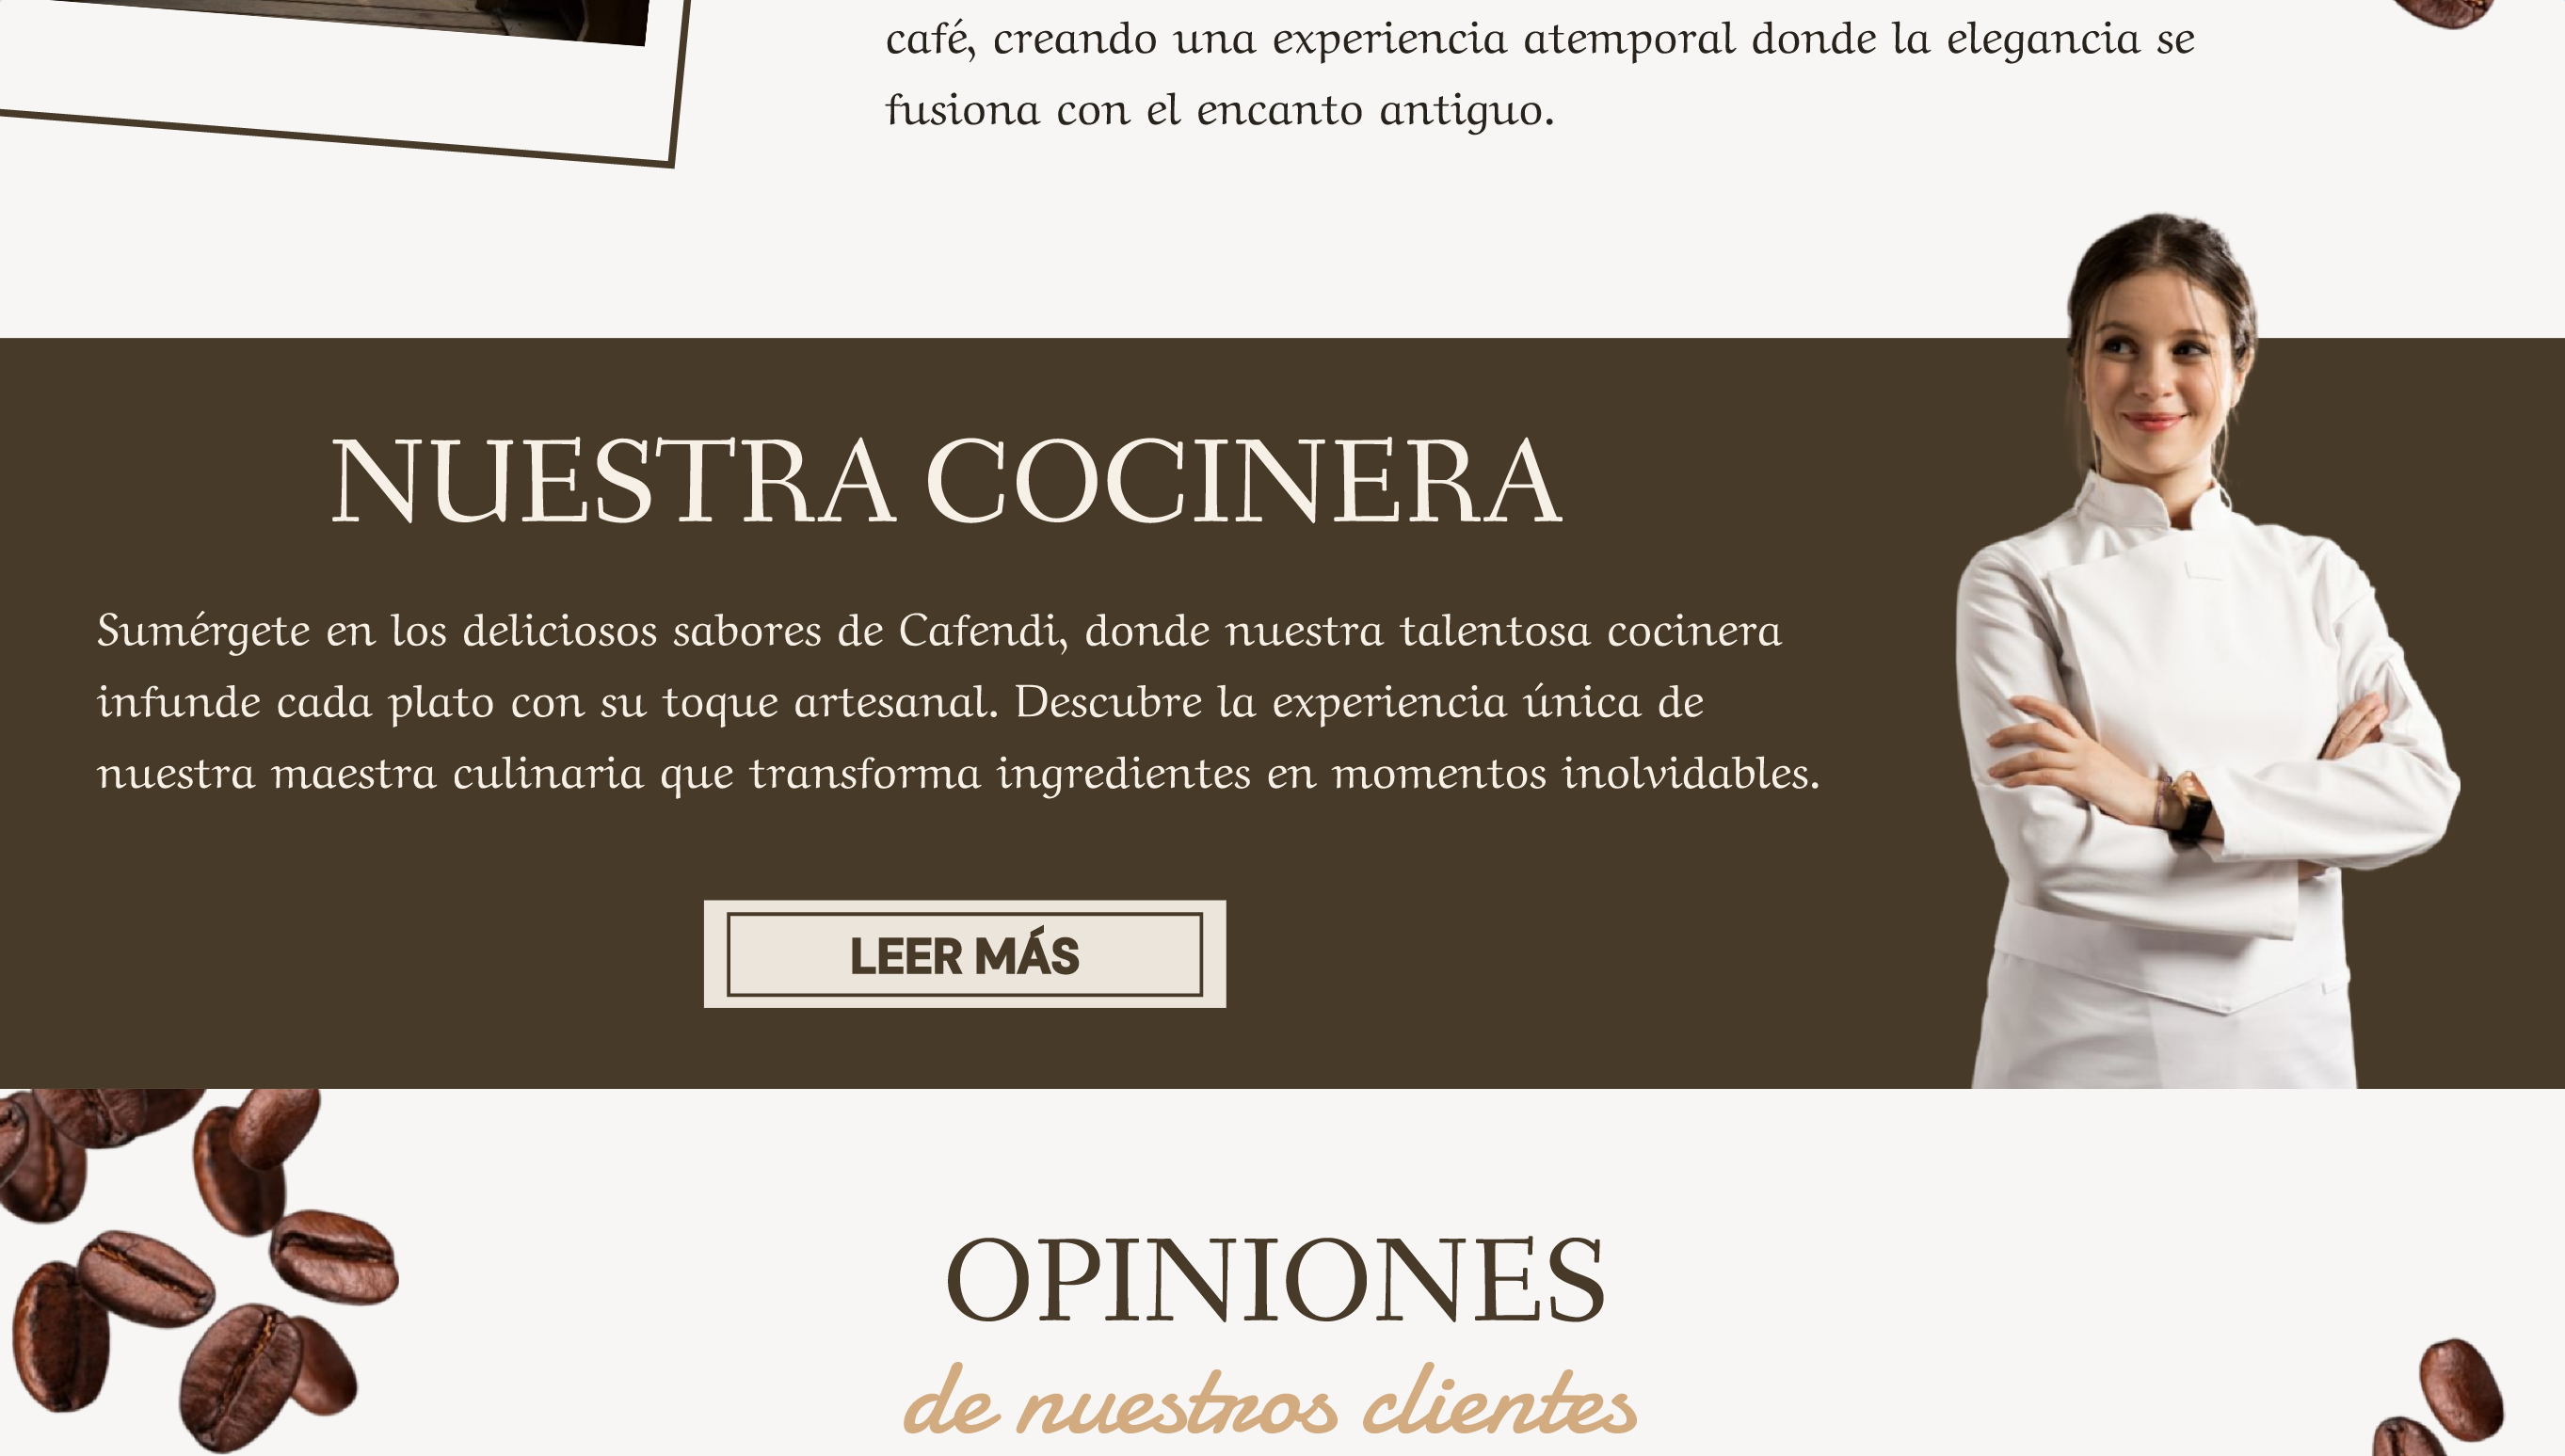 café, creando una experiencia atemporal donde la elegancia se
fusiona con el encanto antiguo.
NUESTRA COCINERA
Sumérgete en los deliciosos sabores de Cafendi, donde nuestra talentosa cocinera
infunde cada plato con su toque artesanal. Descubre la experiencia única de
nuestra maestra culinaria que transforma ingredientes en momentos inolvidables.
LEER MÁS
OPINIONES
de nuestros clientes